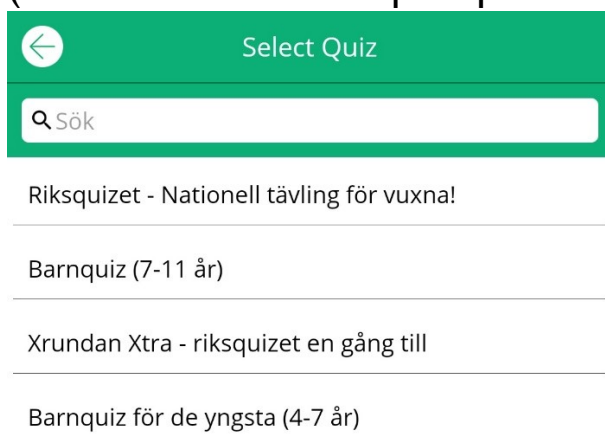 Select Quiz
Sök
Riksquizet - Nationell tävling för vuxna!
Barnquiz (7-11 år)
Xrundan Xtra - riksquizet en gång till
Barnquiz för de yngsta (4-7 år)